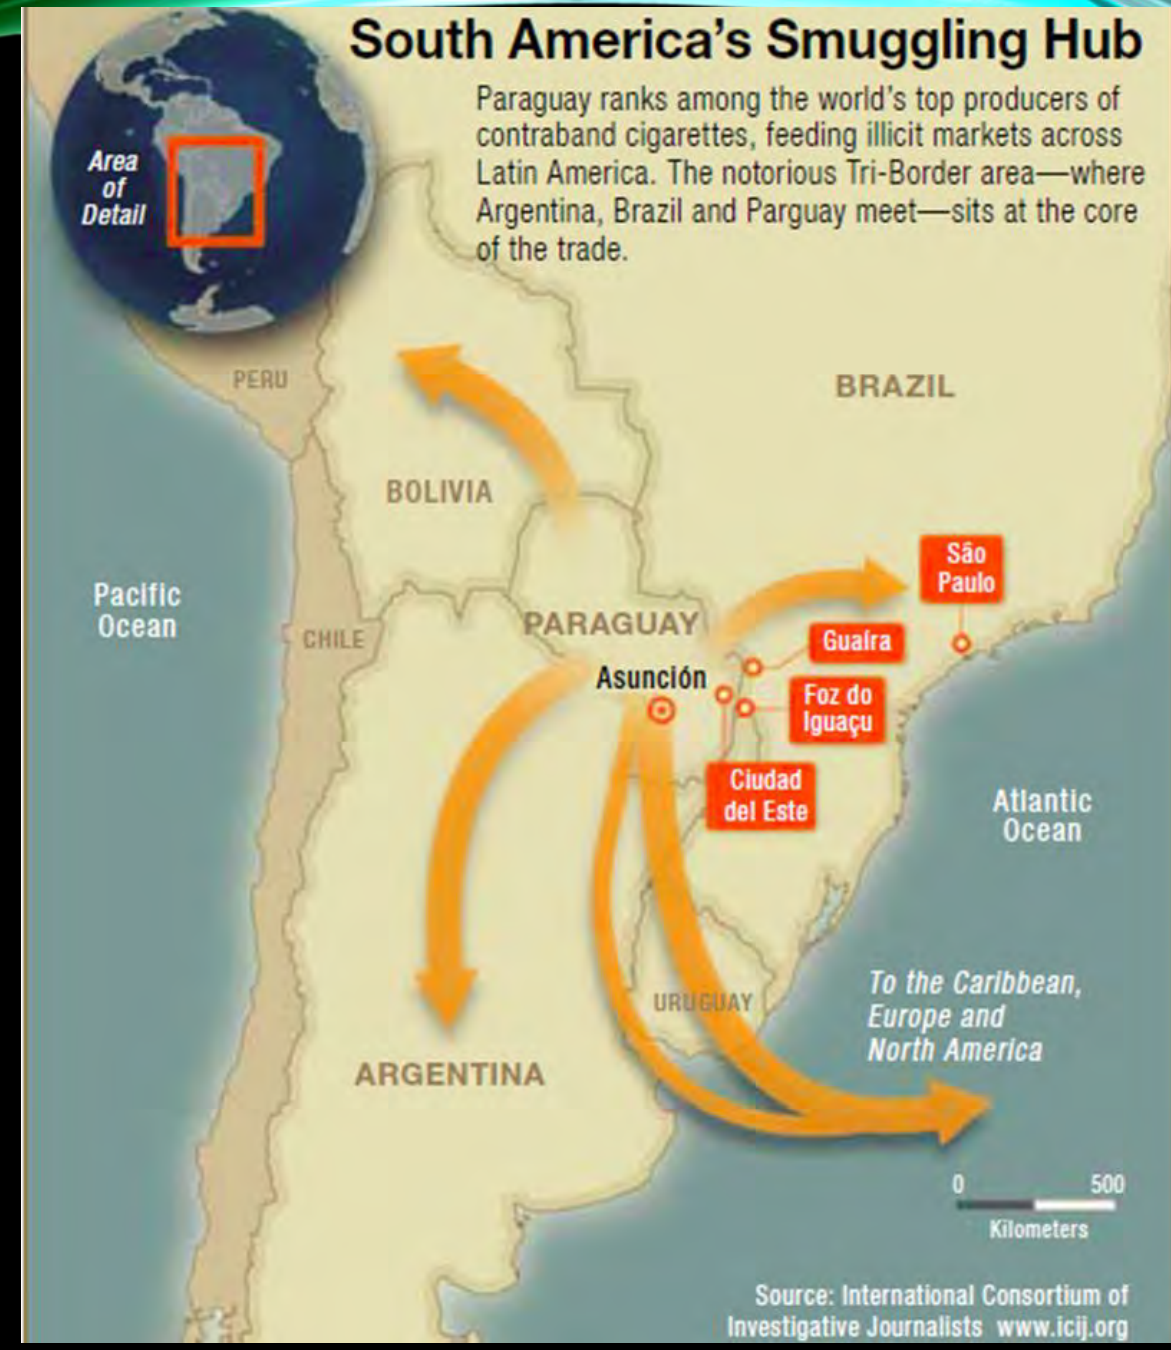 South America's Smuggling Hub
Paraguay ranks among the world's top producers of
contraband cigarettes, feeding illicit markets across
Latin America. The notorious Tri-Border area—where
Argentina, Brazil and Parguay meet—sits at the core
of the trade.
Area
of
Detail
PERU
BRAZIL
BOLIVIA
São
Paulo
Pacific
Ocean
PARAGUAY
CHILE
Guaíra
Asunción
Foz do
Iguaçu
Ciudad
del Este
Atlantic
Ocean
To the Caribbean,
Europe and
North America
URUGUAY
ARGENTINA
0 500
Kilometers
Source: International Consortium of
Investigative Journalists www.icij.org